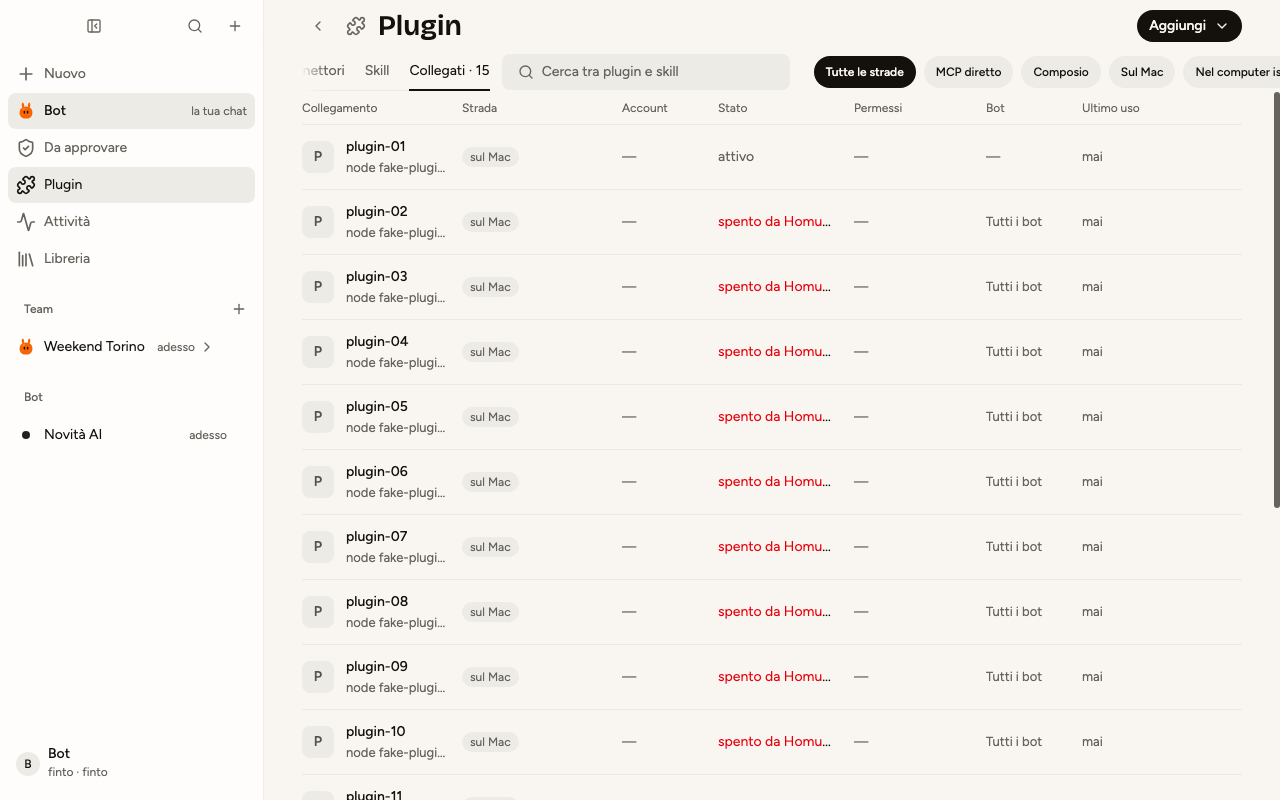 Nuovo
Bot
la tua chat
Da approvare
Plugin
Attività
Libreria
Team
Weekend Torino
adesso
Bot
Novità AI
adesso
B
Bot
finto · finto
Plugin
Aggiungi
nettori
Skill
Collegati · 15
Cerca tra plugin e skill
Tutte le strade
MCP diretto
Composio
Sul Mac
Nel computer is
Collegamento Strada Account Stato Permessi Bot Ultimo uso
P
plugin-01
node fake-plugi...
sul Mac — attivo — — mai
P
plugin-02
node fake-plugi...
sul Mac — spento da Homu... — Tutti i bot mai
P
plugin-03
node fake-plugi...
sul Mac — spento da Homu... — Tutti i bot mai
P
plugin-04
node fake-plugi...
sul Mac — spento da Homu... — Tutti i bot mai
P
plugin-05
node fake-plugi...
sul Mac — spento da Homu... — Tutti i bot mai
P
plugin-06
node fake-plugi...
sul Mac — spento da Homu... — Tutti i bot mai
P
plugin-07
node fake-plugi...
sul Mac — spento da Homu... — Tutti i bot mai
P
plugin-08
node fake-plugi...
sul Mac — spento da Homu... — Tutti i bot mai
P
plugin-09
node fake-plugi...
sul Mac — spento da Homu... — Tutti i bot mai
P
plugin-10
node fake-plugi...
sul Mac — spento da Homu... — Tutti i bot mai
plugin-11